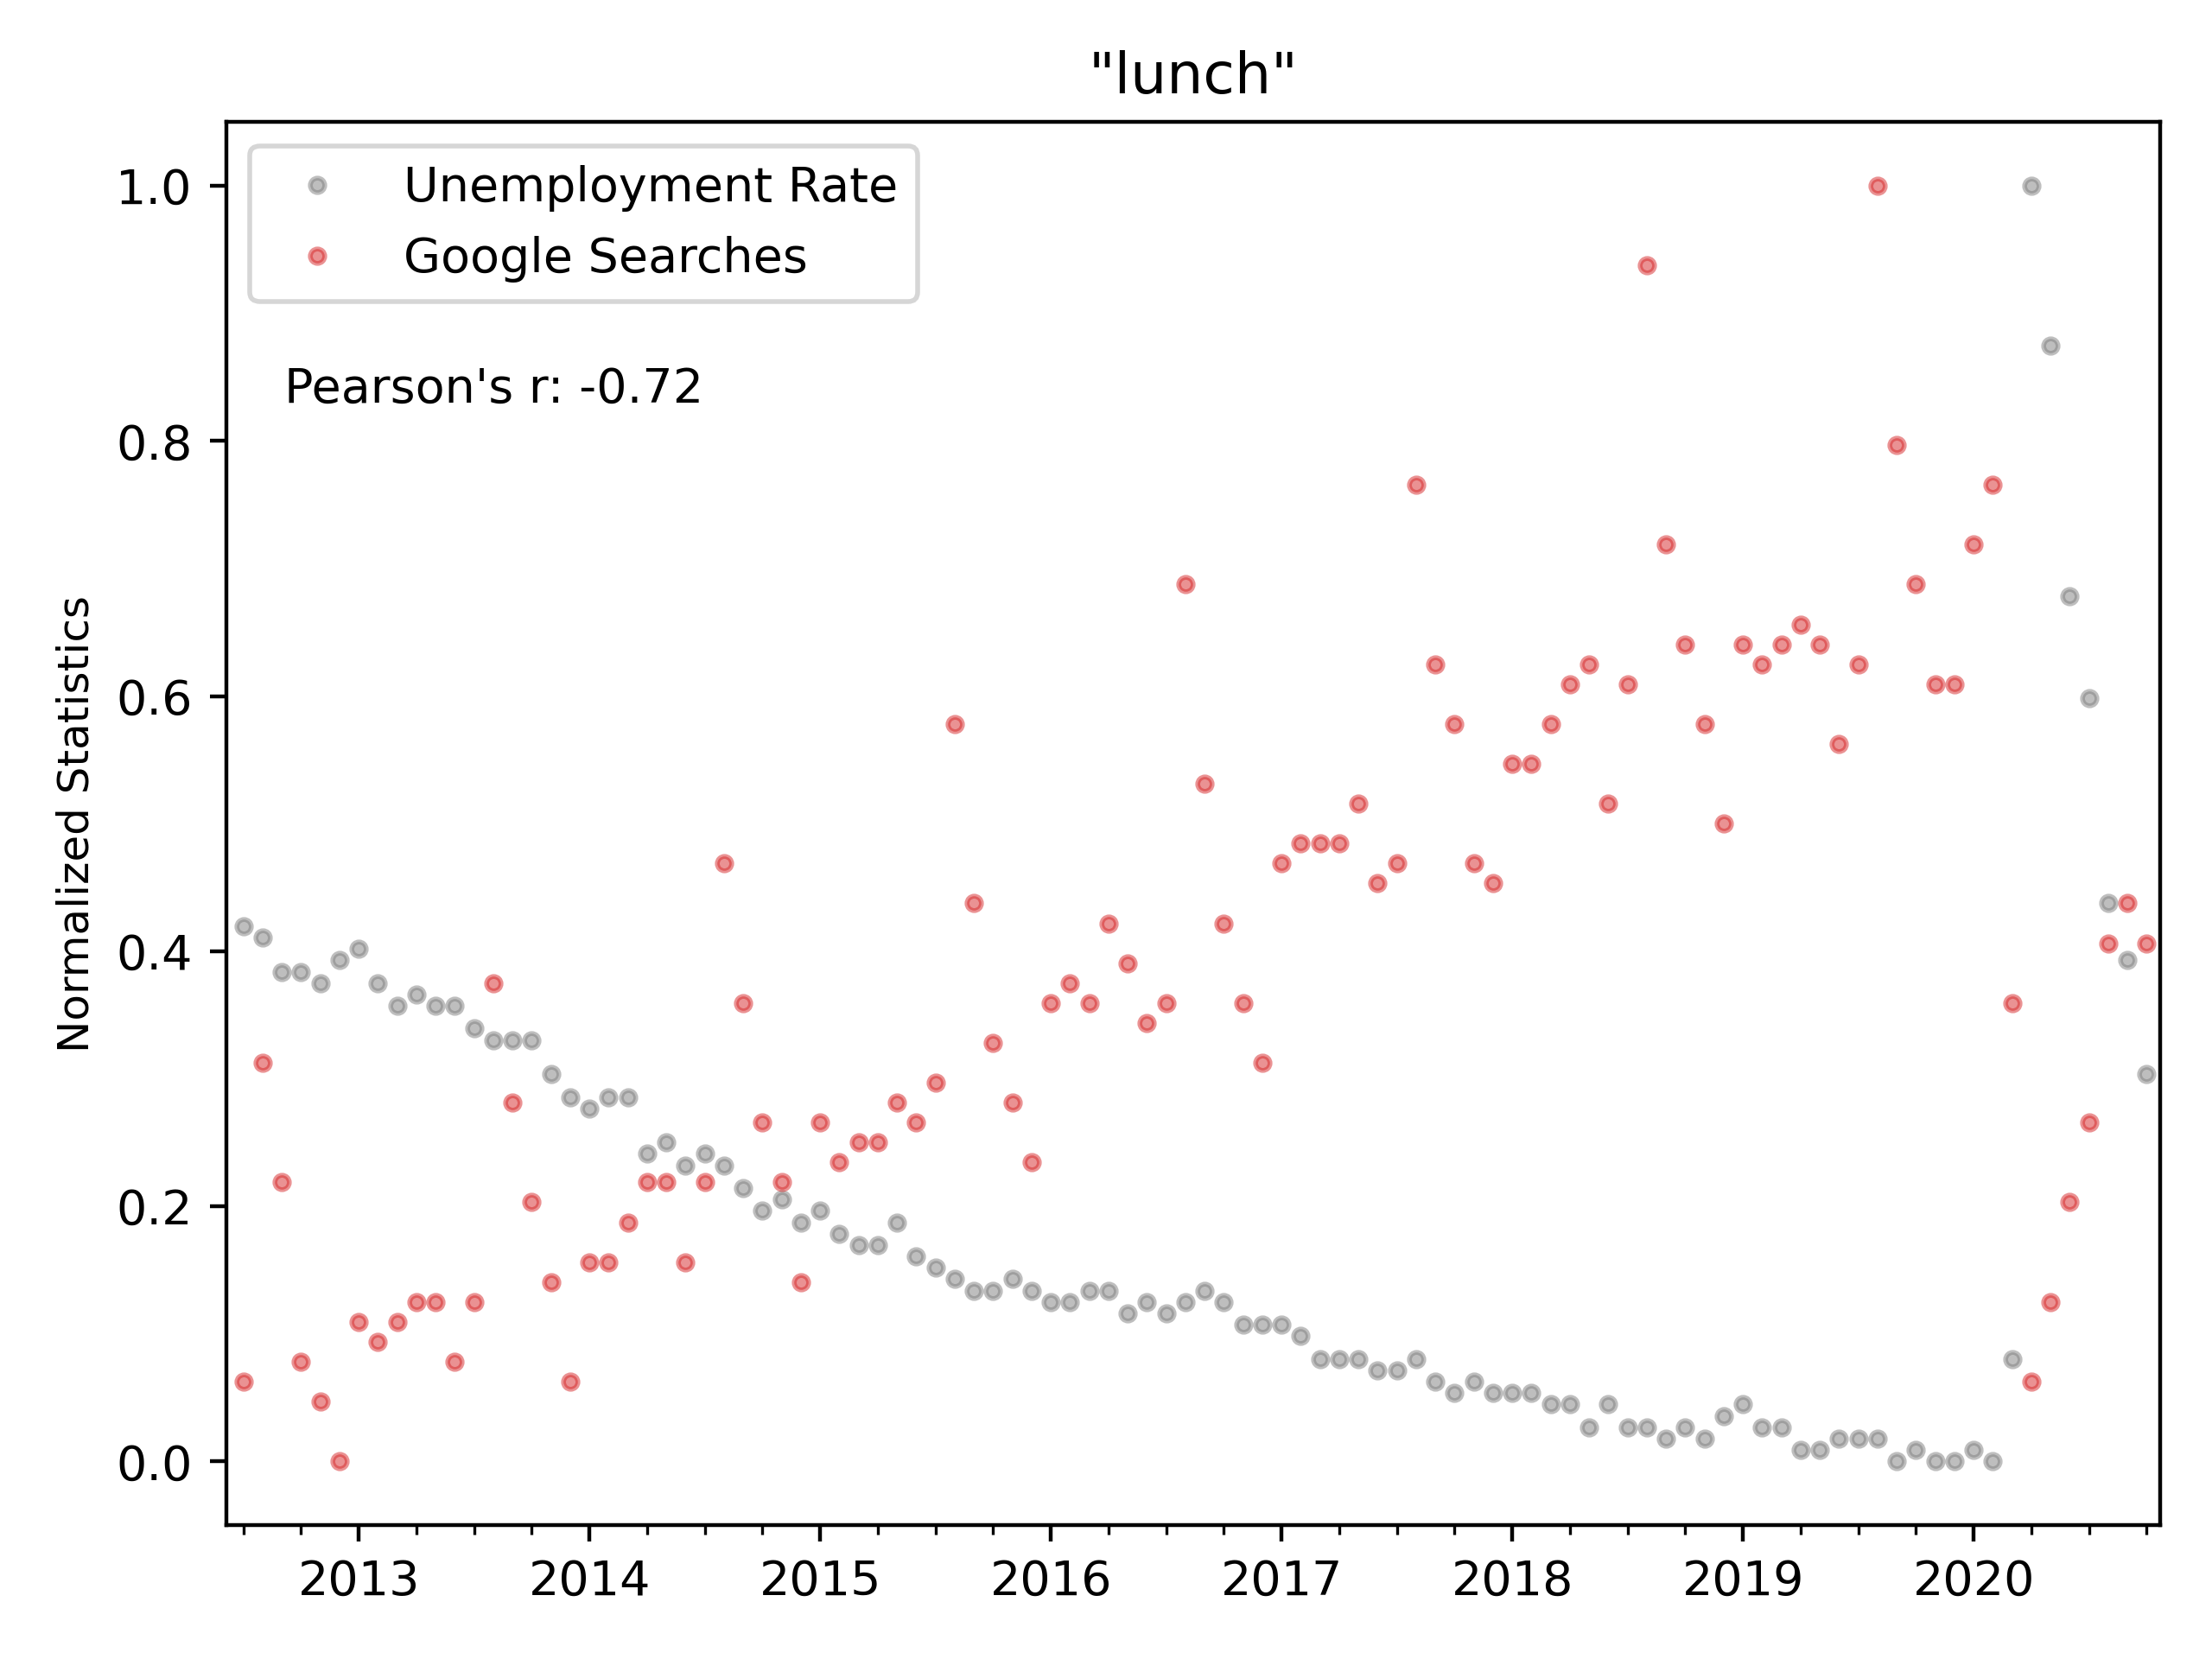 "lunch"
Unemployment Rate
Google Searches
Pearson's r: -0.72
Normalized Statistics
1.0
0.8
0.6
0.4
0.2
0.0
2013 2014 2015 2016 2017 2018 2019 2020